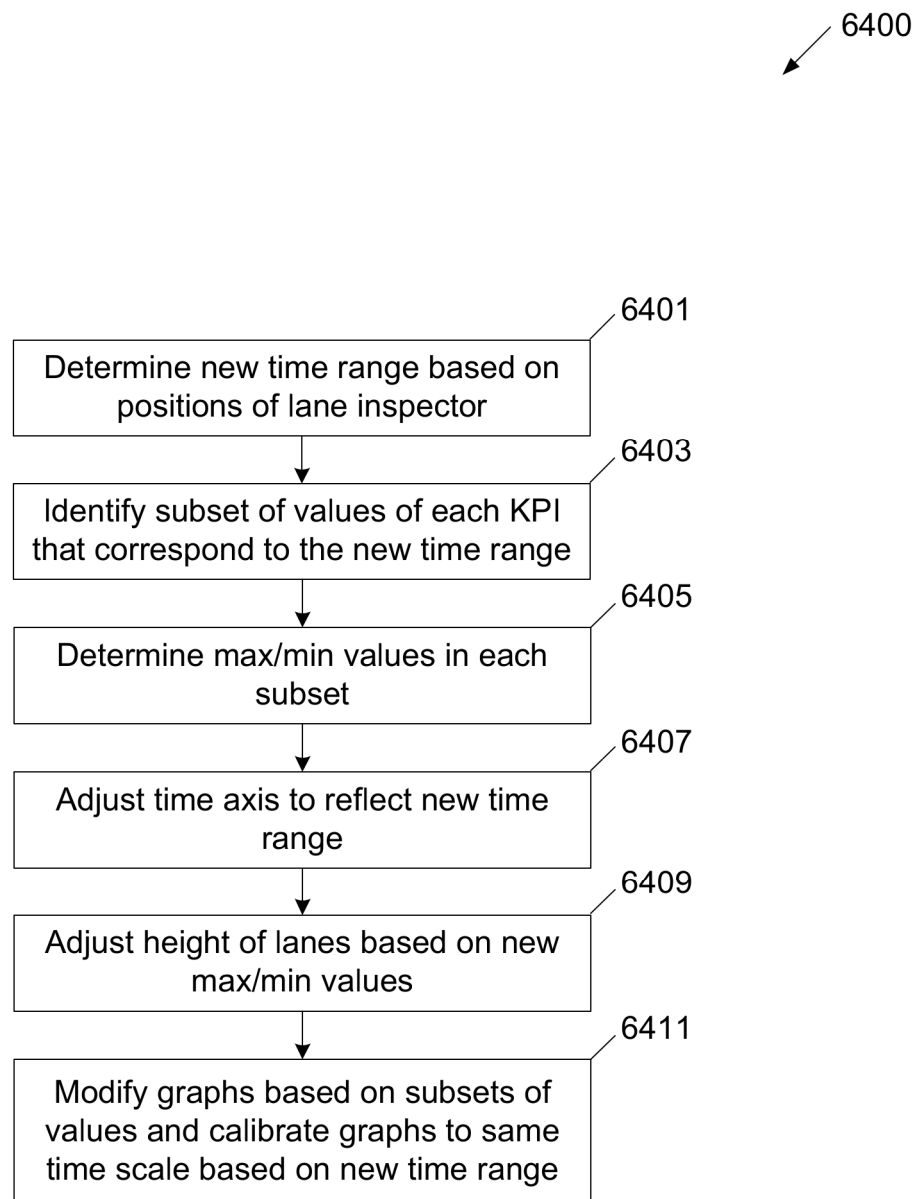 6400
6401
Determine new time range based on
positions of lane inspector
6403
Identify subset of values of each KPI
that correspond to the new time range
6405
Determine max/min values in each
subset
6407
Adjust time axis to reflect new time
range
6409
Adjust height of lanes based on new
max/min values
6411
Modify graphs based on subsets of
values and calibrate graphs to same
time scale based on new time range